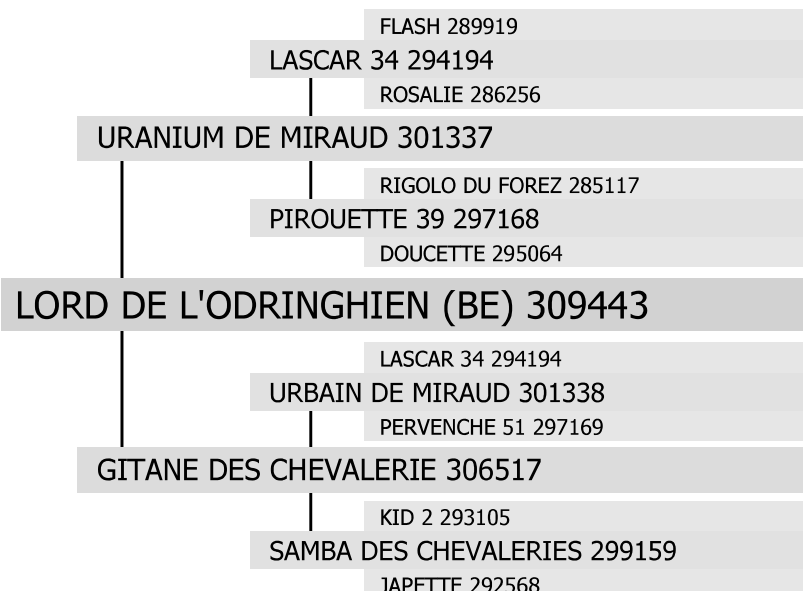 FLASH 289919
LASCAR 34 294194
ROSALIE 286256
URANIUM DE MIRAUD 301337
RIGOLO DU FOREZ 285117
PIROUETTE 39 297168
DOUCETTE 295064
LORD DE L'ODRINGHIEN (BE) 309443
LASCAR 34 294194
URBAIN DE MIRAUD 301338
PERVENCHE 51 297169
GITANE DES CHEVALERIE 306517
KID 2 293105
SAMBA DES CHEVALERIES 299159
JAPETTE 292568